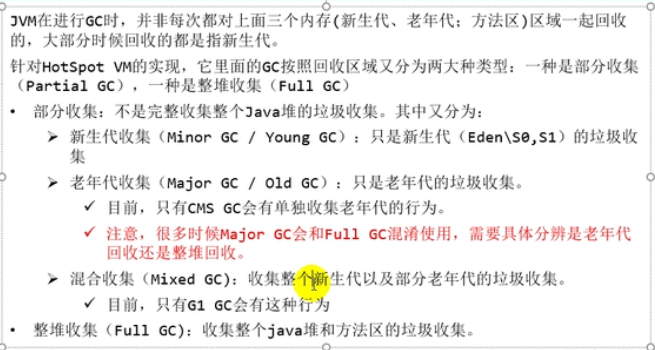 JVM在进行GC时，并非每次都对上面三个内存(新生代、老年代；方法区)区域一起回收
的，大部分时候回收的都是指新生代。
针对HotSpot VM的实现，它里面的GC按照回收区域又分为两大种类型：一种是部分收集
（Partial GC），一种是整堆收集（Full GC）
• 部分收集：不是完整收集整个Java堆的垃圾收集。其中又分为：
➢ 新生代收集（Minor GC / Young GC）：只是新生代（Eden\S0,S1）的垃圾收
集
➢ 老年代收集（Major GC / Old GC）：只是老年代的垃圾收集。
✓ 目前，只有CMS GC会有单独收集老年代的行为。
✓ 注意，很多时候Major GC会和Full GC混淆使用，需要具体分辨是老年代
回收还是整堆回收。
➢ 混合收集（Mixed GC)：收集整个新生代以及部分老年代的垃圾收集。
✓ 目前，只有G1 GC会有这种行为
• 整堆收集（Full GC)：收集整个java堆和方法区的垃圾收集。